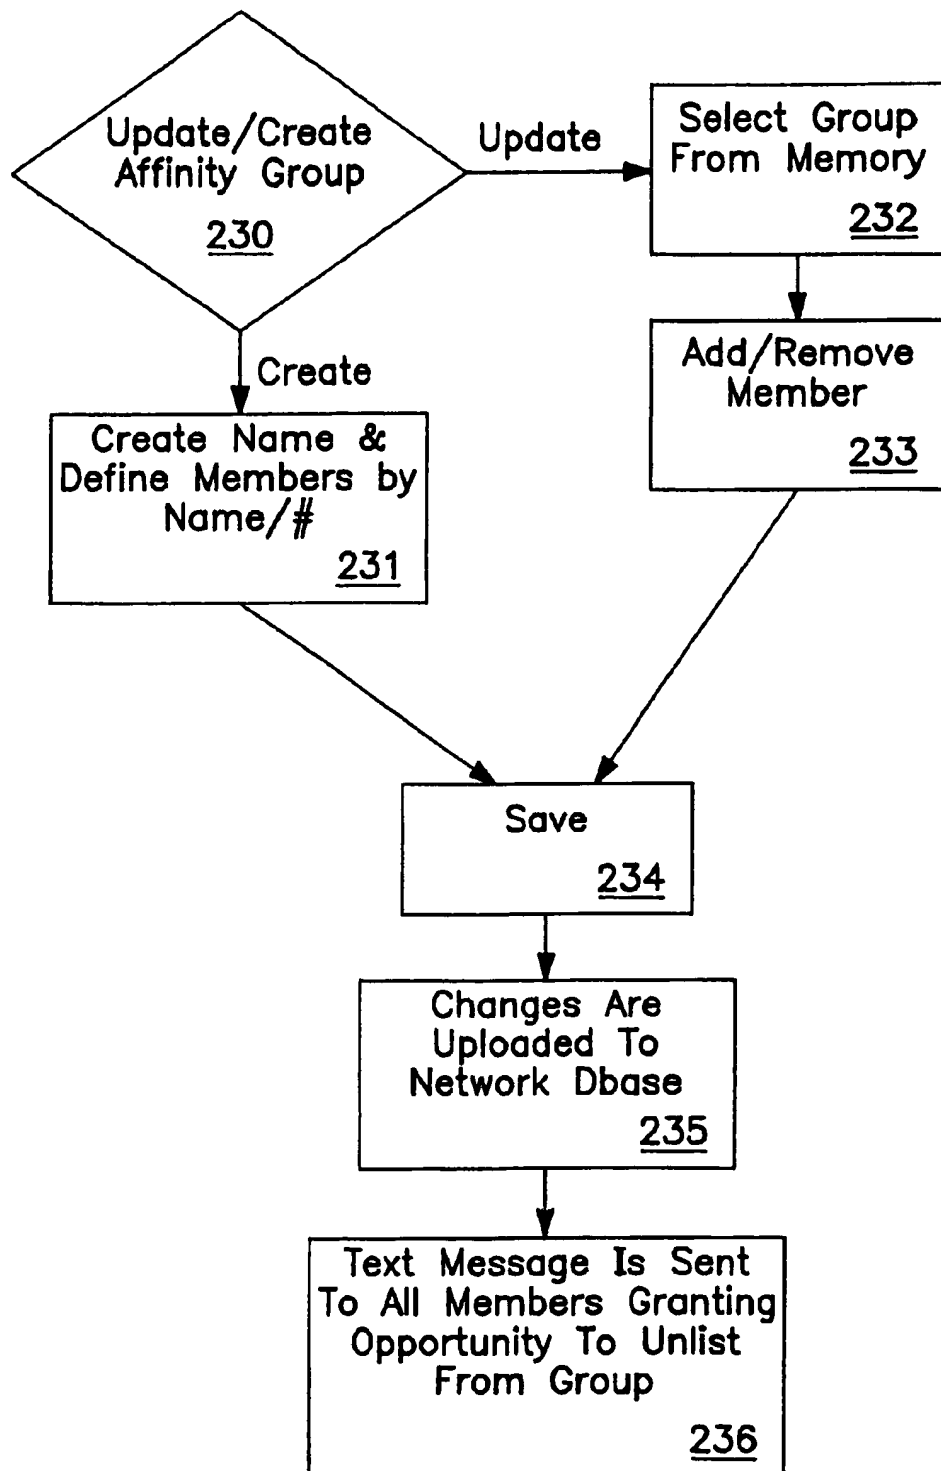 Update/Create
Affinity Group
230
Update
Select Group
From Memory
232
Create
Add/Remove
Member
233
Create Name &
Define Members by
Name/#
231
Save
234
Changes Are
Uploaded To
Network Dbase
235
Text Message Is Sent
To All Members Granting
Opportunity To Unlist
From Group
236